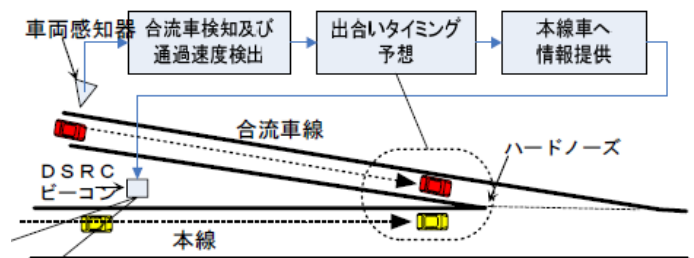 車両感知器
合流車検知及び
通過速度検出
出合いタイミング
予想
本線車へ
情報提供
合流車線
ハードノーズ
ＤＳＲＣ
ビーコン
本線